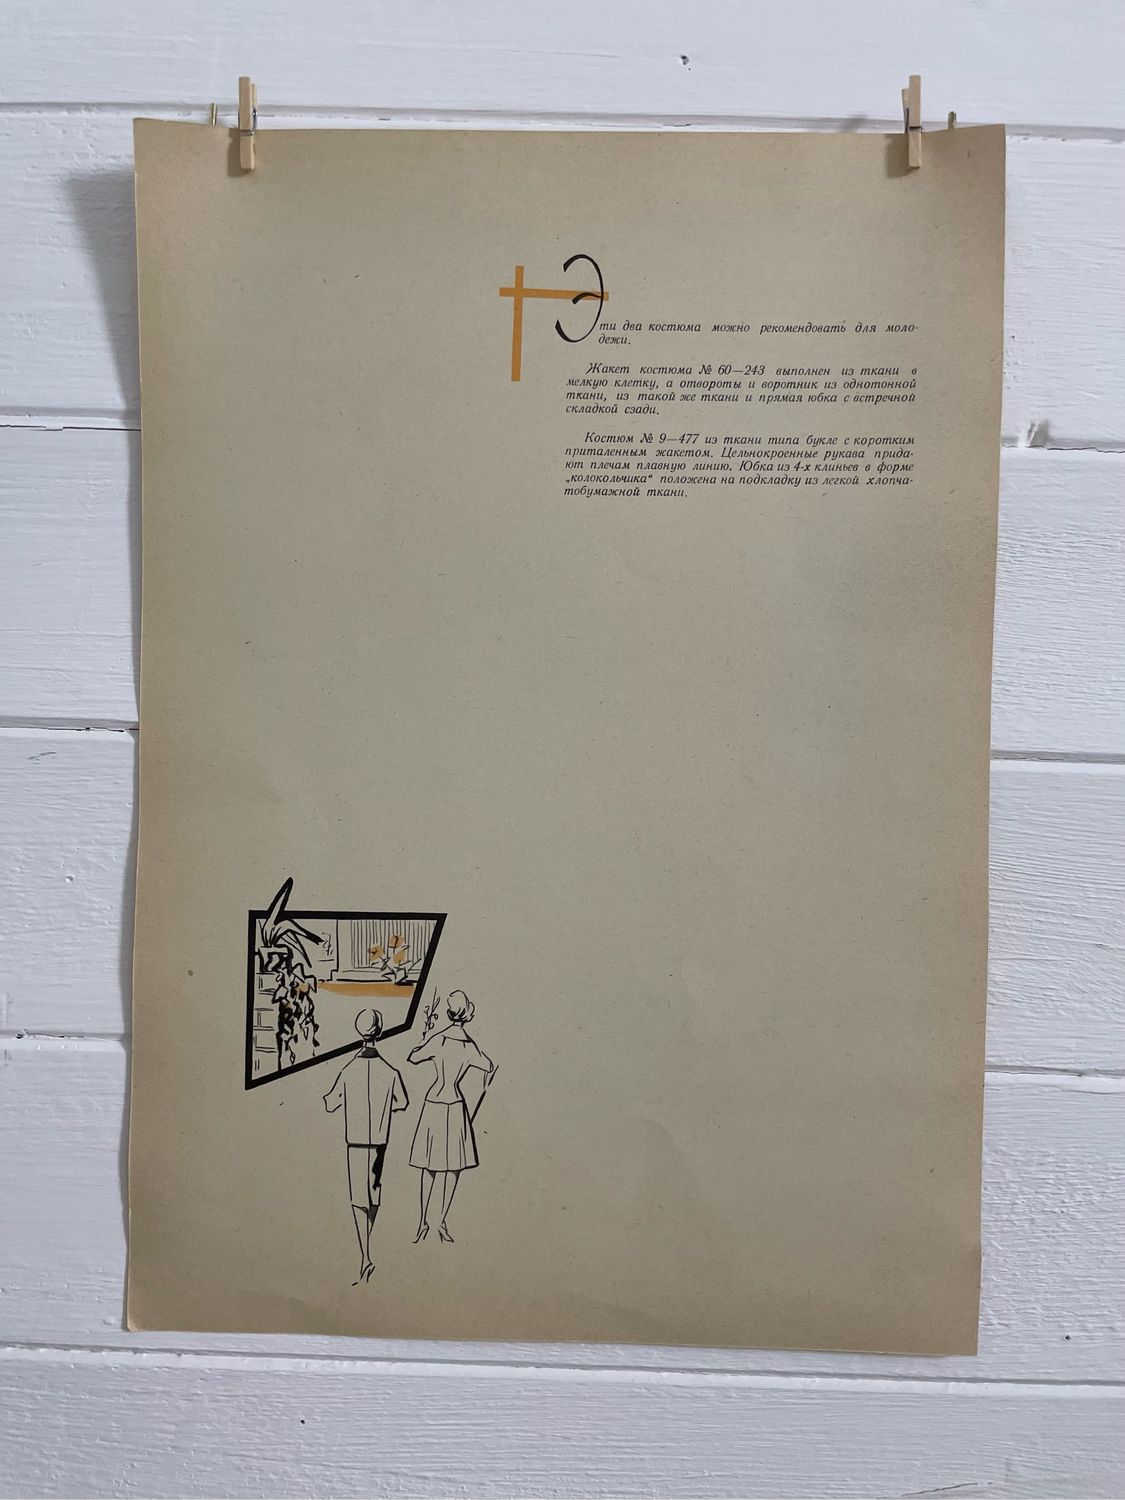 Эти два костюма можно рекомендовать для моло-
дежи.
Жакет костюма № 60—243 выполнен из ткани в
мелкую клетку, а отвороты и воротник из однотонной
ткани, из такой же ткани и прямая юбка с встречной
складкой сзади.
Костюм № 9—477 из ткани типа букле с коротким
приталенным жакетом. Цельнокроенные рукава прида-
ют плечам плавную линию. Юбка из 4-х клиньев в форме
„колокольчика“ положена на подкладку из легкой хлопча-
тобумажной ткани.